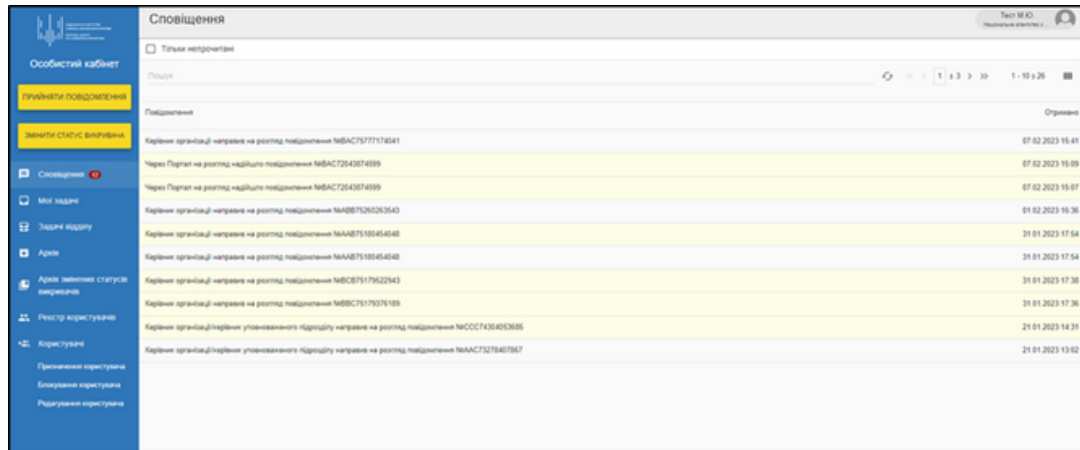 Сповіщення
Тест М.Ю.
Національне агентство з ...
Тільки непрочитані
Особистий кабінет
Пошук
1 з 3
1 - 10 з 26
ПРИЙНЯТИ ПОВІДОМЛЕННЯ
Повідомлення
Отримано
ЗМІНИТИ СТАТУС ВИКРИВАЧА
Керівник організації направив на розгляд повідомлення №BAC75777174041
07.02.2023 15:41
Через Портал на розгляд надійшло повідомлення №BAC72043874599
07.02.2023 15:09
Сповіщення 12
Через Портал на розгляд надійшло повідомлення №BAC72043874599
07.02.2023 15:07
Мої задачі
Керівник організації направив на розгляд повідомлення №ABB75260263543
01.02.2023 16:36
Задачі відділу
Керівник організації направив на розгляд повідомлення №AAB75180454048
31.01.2023 17:54
Архів
Керівник організації направив на розгляд повідомлення №AAB75180454048
31.01.2023 17:54
Архів змінених статусів
викривачів
Керівник організації направив на розгляд повідомлення №BCB75179522943
31.01.2023 17:38
Керівник організації направив на розгляд повідомлення №BBC75179376189
31.01.2023 17:36
Реєстр користувачів
Керівник організації/керівник уповноваженого підрозділу направив на розгляд повідомлення №CCC74304053685
21.01.2023 14:31
Користувачі
Керівник організації/керівник уповноваженого підрозділу направив на розгляд повідомлення №AAC73278407867
21.01.2023 13:02
Призначення користувача
Блокування користувача
Редагування користувача